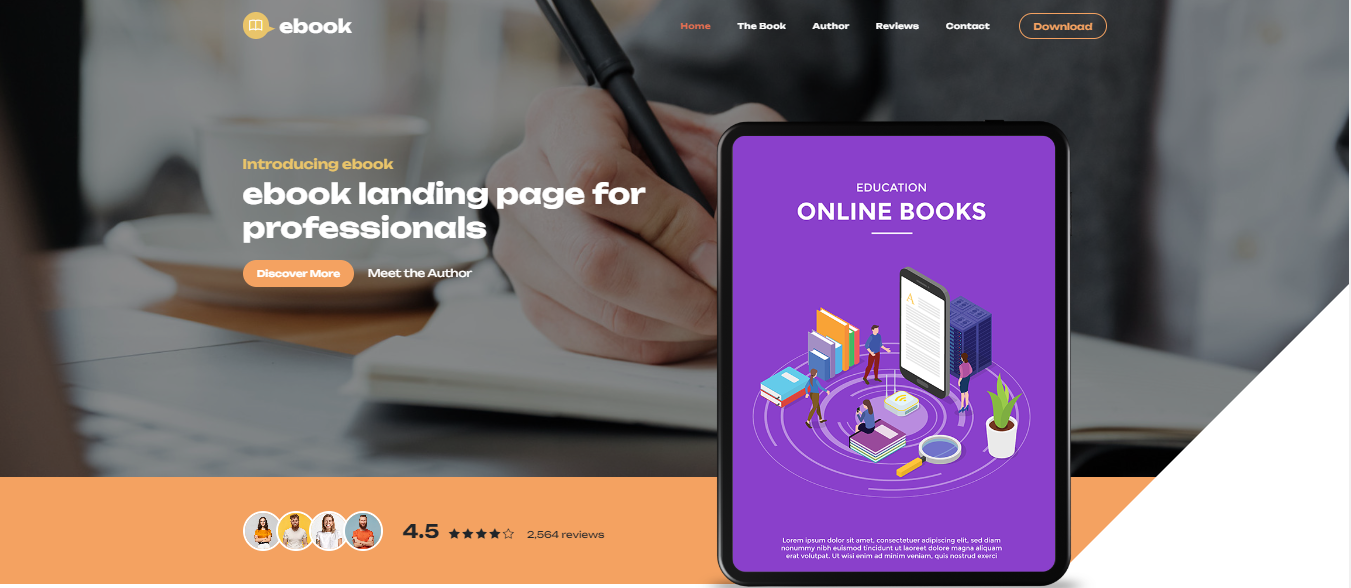 ebook
Home
The Book
Author
Reviews
Contact
Download
Introducing ebook
ebook landing page for
professionals
Discover More
Meet the Author
EDUCATION
ONLINE BOOKS
A
Lorem ipsum dolor sit amet, consectetuer adipiscing elit, sed diam
nonummy nibh euismod tincidunt ut laoreet dolore magna aliquam
erat volutpat. Ut wisi enim ad minim veniam, quis nostrud exerci
4.5
2,564 reviews